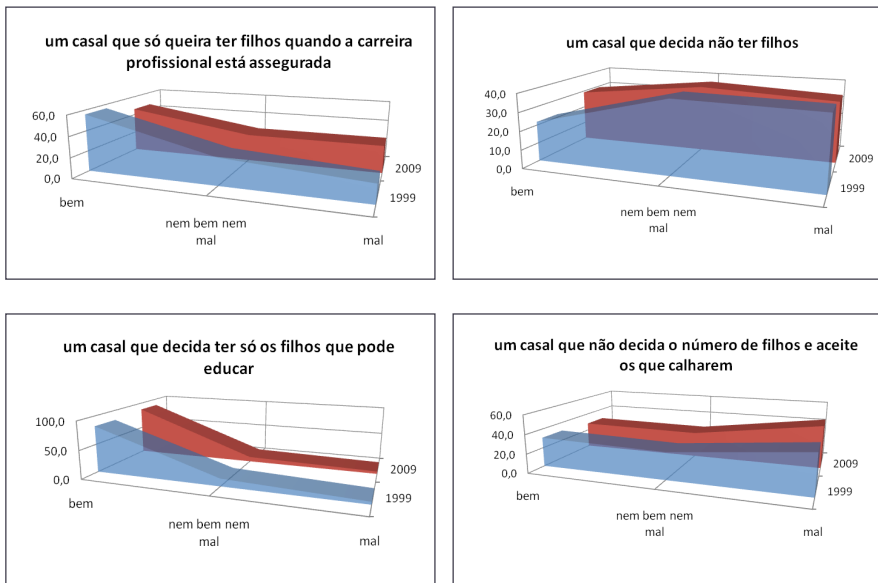 um casal que só queira ter filhos quando a carreira
profissional está assegurada
60,0
40,0
20,0
0,0
bem
nem bem nem
mal
mal
2009
1999
um casal que decida não ter filhos
40,0
30,0
20,0
10,0
0,0
bem
nem bem nem
mal
mal
2009
1999
um casal que decida ter só os filhos que pode
educar
100,0
50,0
0,0
bem
nem bem nem
mal
mal
2009
1999
um casal que não decida o número de filhos e aceite
os que calharem
60,0
40,0
20,0
0,0
bem
nem bem nem
mal
mal
2009
1999